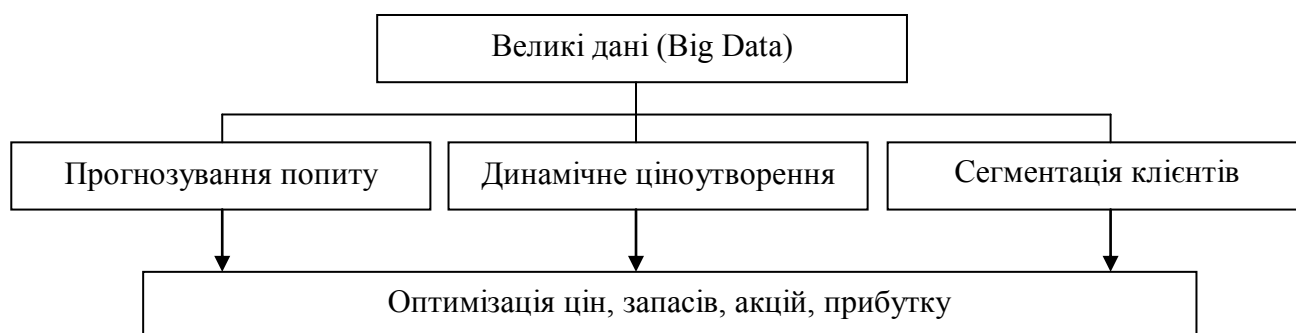 Великі дані (Big Data)
Прогнозування попиту
Динамічне ціноутворення
Сегментація клієнтів
Оптимізація цін, запасів, акцій, прибутку